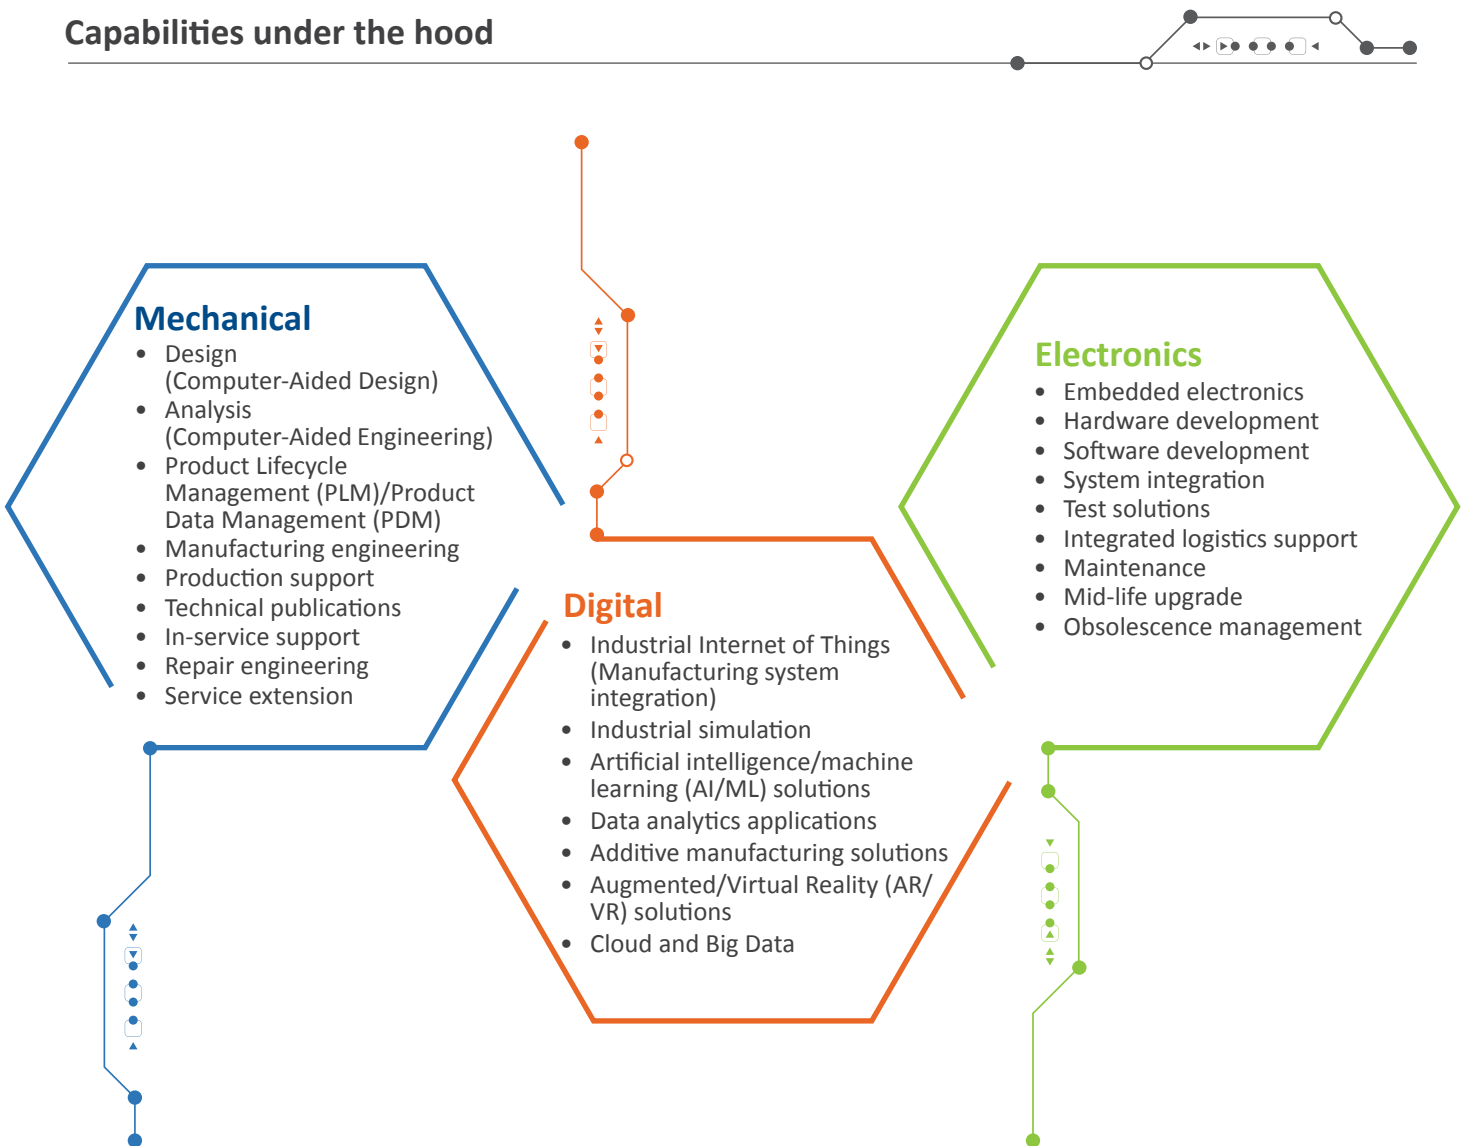 Capabilities under the hood
Mechanical
• Design
(Computer-Aided Design)
• Analysis
(Computer-Aided Engineering)
• Product Lifecycle
Management (PLM)/Product
Data Management (PDM)
• Manufacturing engineering
• Production support
• Technical publications
• In-service support
• Repair engineering
• Service extension
Digital
• Industrial Internet of Things
(Manufacturing system
integration)
• Industrial simulation
• Artificial intelligence/machine
learning (AI/ML) solutions
• Data analytics applications
• Additive manufacturing solutions
• Augmented/Virtual Reality (AR/
VR) solutions
• Cloud and Big Data
Electronics
• Embedded electronics
• Hardware development
• Software development
• System integration
• Test solutions
• Integrated logistics support
• Maintenance
• Mid-life upgrade
• Obsolescence management